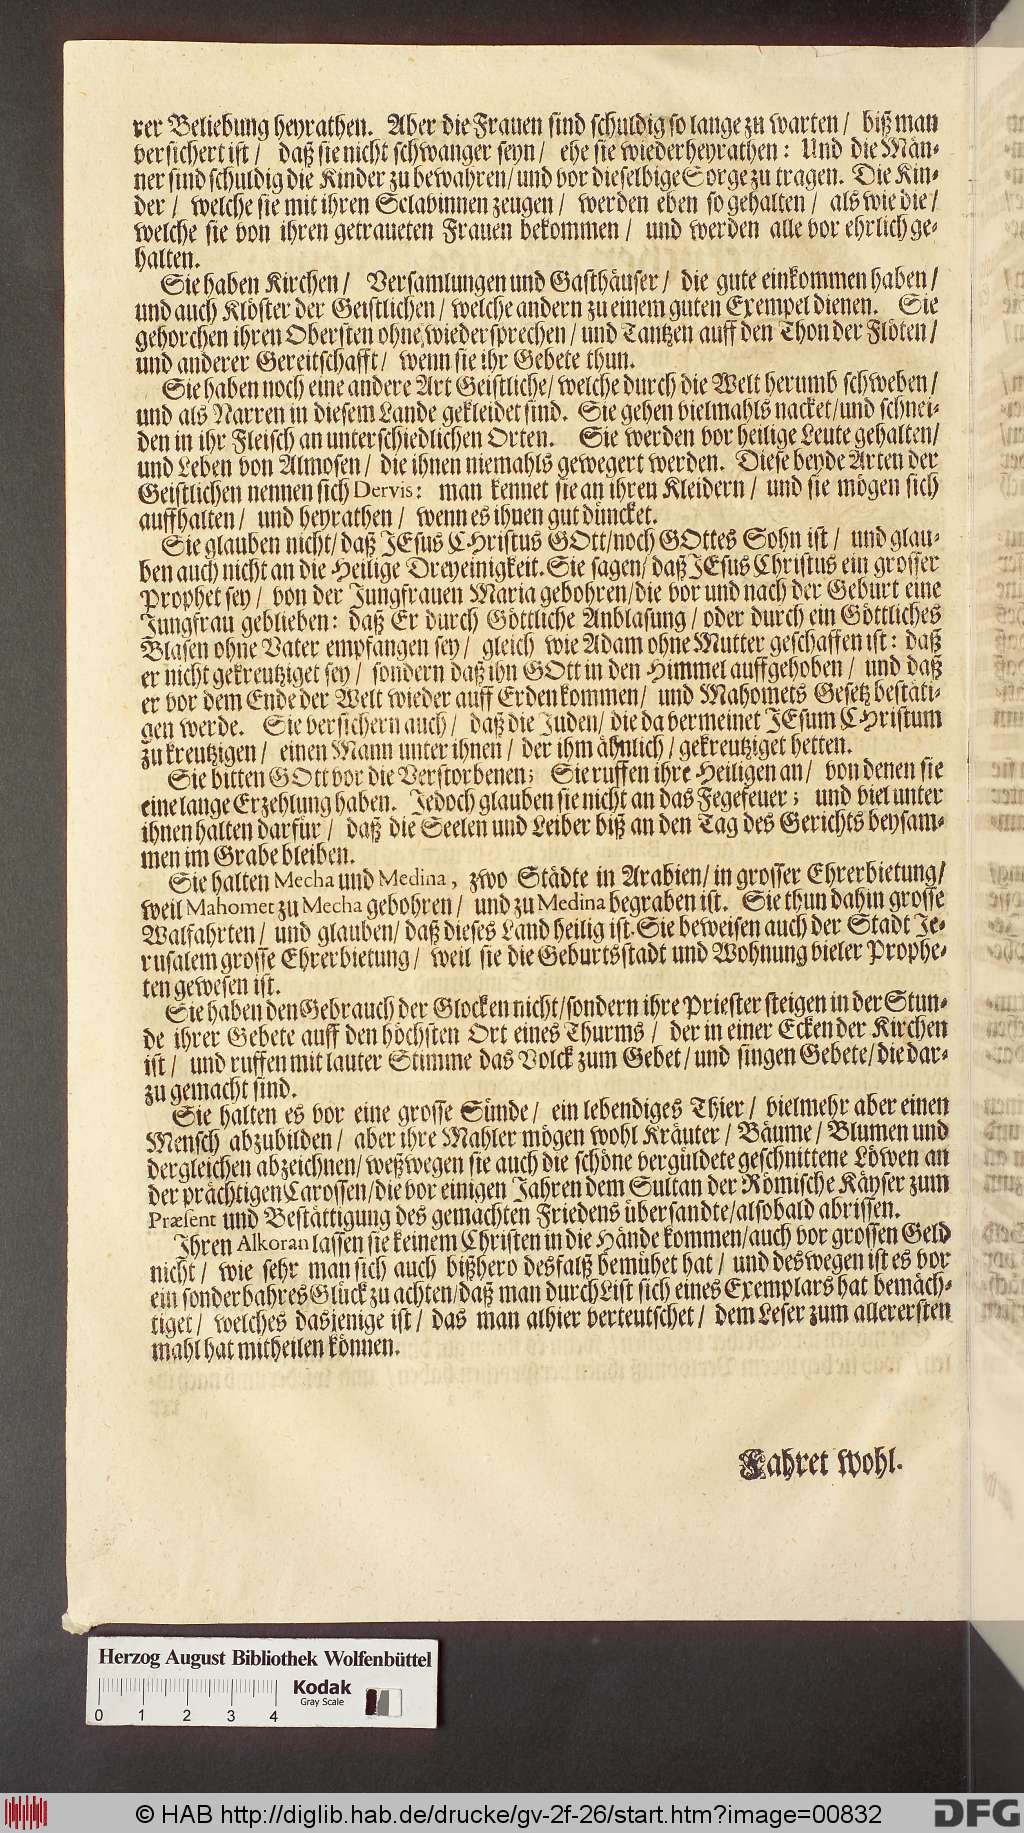 rer Beliebung heyrathen. Aber die Frauen sind schuldig so lange zu warten / biß man
versichert ist / daß sie nicht schwanger seyn / ehe sie wieder heyrathen: Und die Män-
ner sind schuldig die Kinder zu bewahren / und vor dieselbige Sorge zu tragen. Die Kin-
der / welche sie mit ihren Sclavinnen zeugen / werden eben so gehalten / als wie die /
welche sie von ihren getraueten Frauen bekommen / und werden alle vor ehrlich ge-
halten.
Sie haben Kirchen / Versamlungen und Gasthäuser / die gute einkommen haben /
und auch Klöster der Geistlichen / welche andern zu einem guten Exempel dienen. Sie
gehorchen ihren Obersten ohne wiedersprechen / und Tantzen auff den Thon der Flöten /
und anderer Gereitschafft / wenn sie ihr Gebete thun.
Sie haben noch eine andere Art Geistliche / welche durch die Welt herumb schweben /
und als Narren in diesem Lande gekleidet sind. Sie gehen vielmahls nacket / und schnei-
den in ihr Fleisch an unterschiedlichen Orten. Sie werden vor heilige Leute gehalten /
und Leben von Almosen / die ihnen niemahls gewegert werden. Diese beyde Arten der
Geistlichen nennen sich Dervis: man kennet sie an ihren Kleidern / und sie mögen sich
auffhalten / und heyrathen / wenn es ihnen gut düncket.
Sie glauben nicht / daß JEsus CHristus GOtt / noch GOttes Sohn ist / und glau-
ben auch nicht an die Heilige Dreyeinigkeit. Sie sagen / daß JEsus Christus ein grosser
Prophet sey / von der Jungfrauen Maria gebohren / die vor und nach der Geburt eine
Jungfrau geblieben: daß Er durch Göttliche Anblasung / oder durch ein Göttliches
Blasen ohne Vater empfangen sey / gleich wie Adam ohne Mutter geschaffen ist: daß
er nicht gekreutziget sey / sondern daß ihn GOtt in den Himmel auffgehoben / und daß
er vor dem Ende der Welt wieder auff Erden kommen / und Mahomets Gesetz bestäti-
gen werde. Sie versichern auch / daß die Juden / die da vermeinet JEsum CHristum
zu kreutzigen / einen Mann unter ihnen / der ihm ähnlich / gekreutziget hetten.
Sie bitten GOtt vor die Verstorbenen; Sie ruffen ihre Heiligen an / von denen sie
eine lange Erzehlung haben. Jedoch glauben sie nicht an das Fegefeuer; und viel unter
ihnen halten darfür / daß die Seelen und Leiber biß an den Tag des Gerichts beysam-
men im Grabe bleiben.
Sie halten Mecha und Medina, zwo Städte in Arabien / in grosser Ehrerbietung /
weil Mahomet zu Mecha gebohren / und zu Medina begraben ist. Sie thun dahin grosse
Walfahrten / und glauben / daß dieses Land heilig ist. Sie beweisen auch der Stadt Je-
rusalem grosse Ehrerbietung / weil sie die Geburtsstadt und Wohnung vieler Prophe-
ten gewesen ist.
Sie haben den Gebrauch der Glocken nicht / sondern ihre Priester steigen in der Stun-
de ihrer Gebete auff den höchsten Ort eines Thurms / der in einer Ecken der Kirchen
ist / und ruffen mit lauter Stimme das Volck zum Gebet / und singen Gebete / die dar-
zu gemacht sind.
Sie halten es vor eine grosse Sünde / ein lebendiges Thier / vielmehr aber einen
Mensch abzubilden / aber ihre Mahler mögen wohl Kräuter / Bäume / Blumen und
dergleichen abzeichnen / weßwegen sie auch die schöne vergüldete geschnittene Löwen an
der prächtigen Carossen / die vor einigen Jahren dem Sultan der Römische Käyser zum
Præsent und Bestättigung des gemachten Friedens übersandte / alsobald abrissen.
Ihren Alkoran lassen sie keinem Christen in die Hände kommen / auch vor grossen Geld
nicht / wie sehr man sich auch bißhero desfalß bemühet hat / und deswegen ist es vor
ein sonderbahres Glück zu achten / daß man durch List sich eines Exemplars hat bemäch-
tiget / welches dasjenige ist / das man alhier verteutschet / dem Leser zum allerersten
mahl hat mitheilen können.
Fahret wohl.
Herzog August Bibliothek Wolfenbüttel
Kodak
Gray Scale
0 1 2 3 4
© HAB http://diglib.hab.de/drucke/gv-2f-26/start.htm?image=00832
DFG